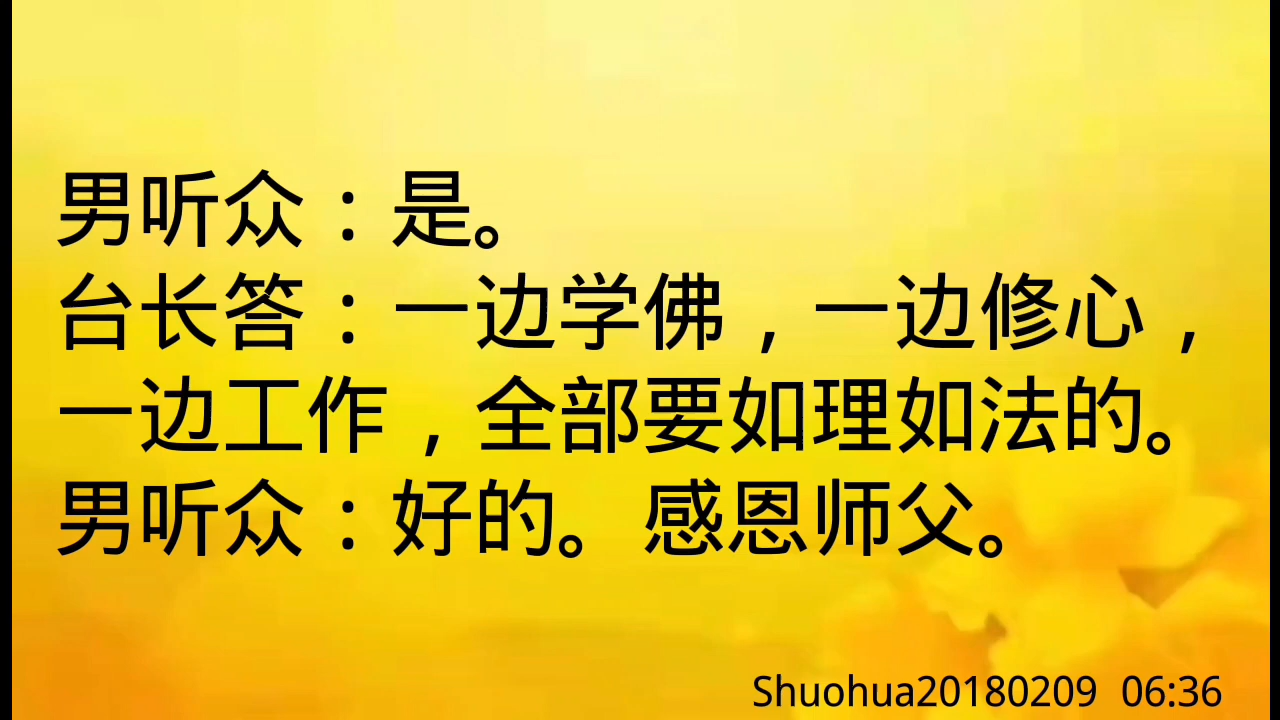 男听众：是。
台长答：一边学佛，一边修心，
一边工作，全部要如理如法的。
男听众：好的。感恩师父。
Shuohua20180209 06:36